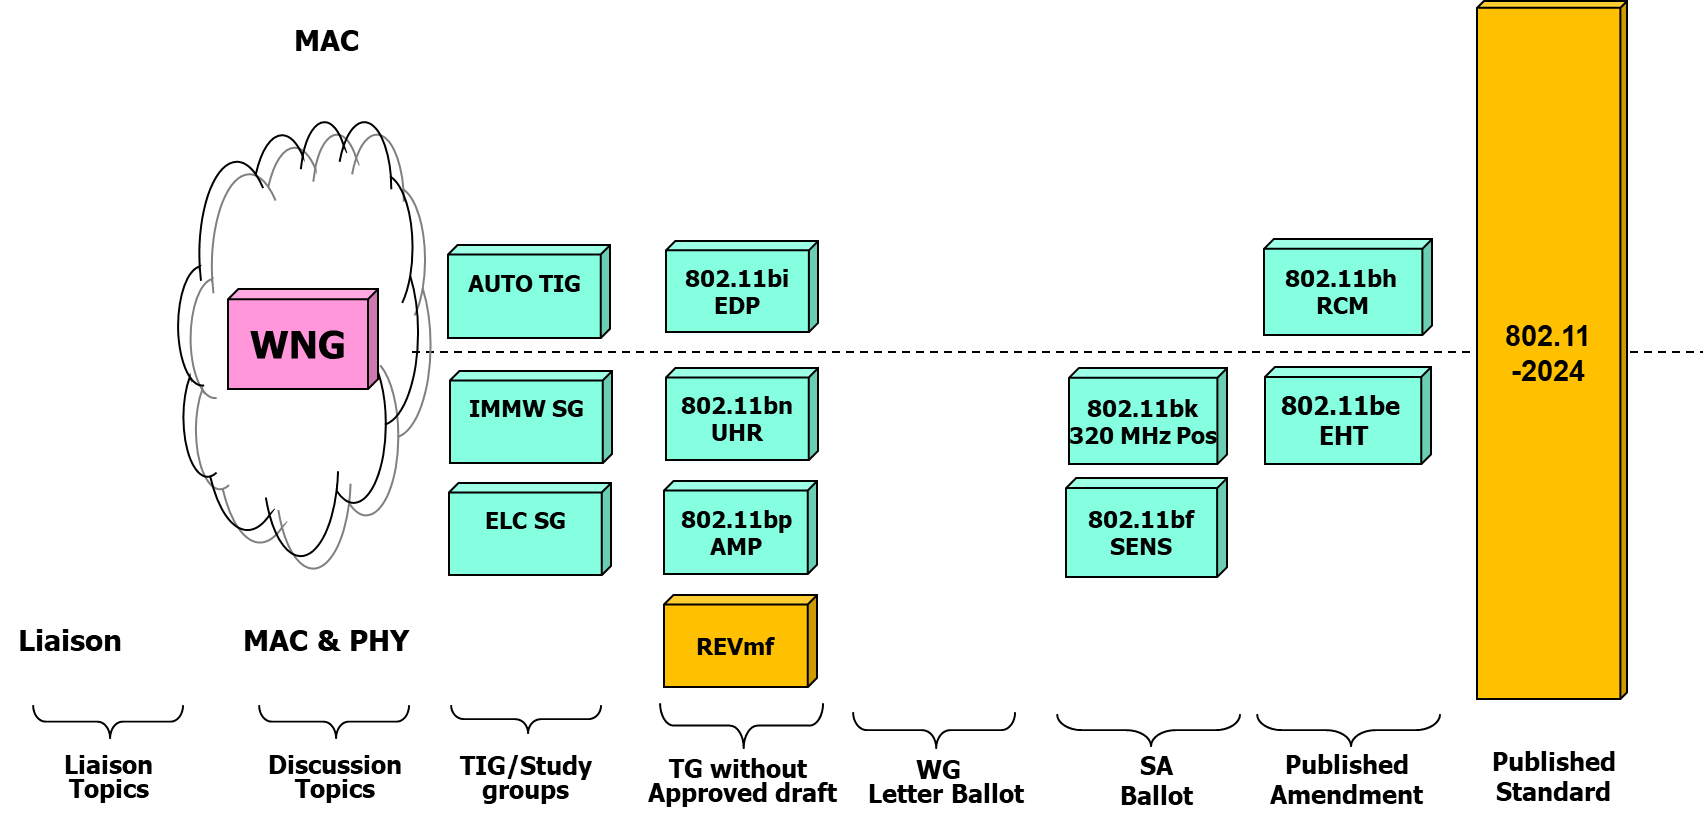 MAC
WNG
AUTO TIG
IMMW SG
ELC SG
802.11bi
EDP
802.11bn
UHR
802.11bp
AMP
REVmf
802.11bk
320 MHz Pos
802.11bf
SENS
802.11bh
RCM
802.11be
EHT
802.11
-2024
Liaison
MAC & PHY
Liaison
Topics
Discussion
Topics
TIG/Study
groups
TG without
Approved draft
WG
Letter Ballot
SA
Ballot
Published
Amendment
Published
Standard